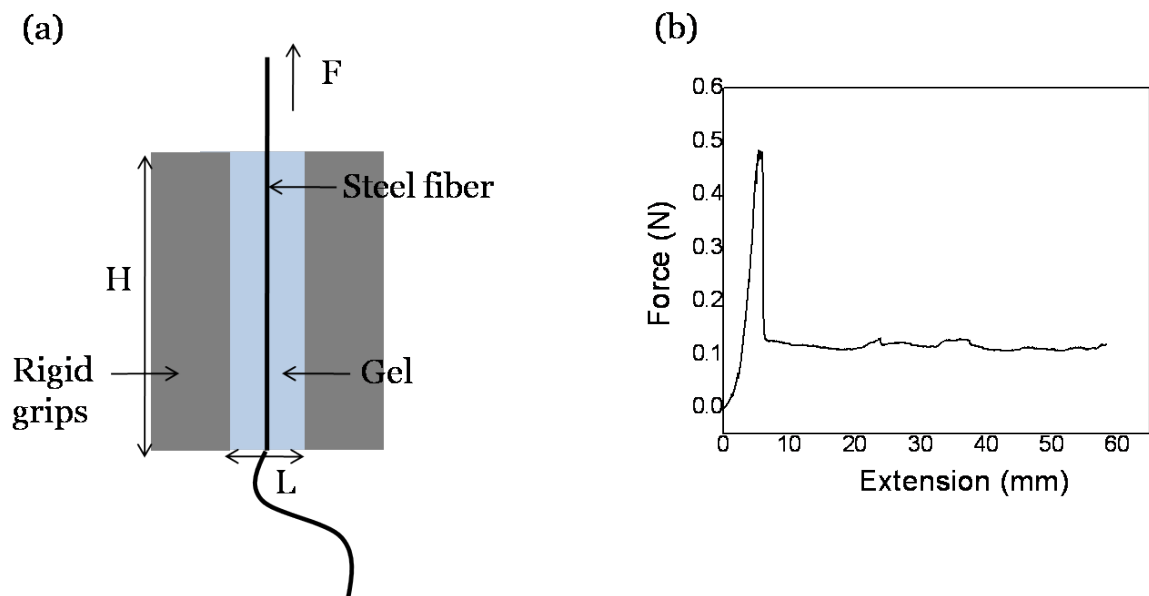 (a)
F
Steel fiber
H
Rigid
grips
Gel
L
(b)
0.6
0.5
0.4
0.3
0.2
0.1
0.0
Force (N)
0 10 20 30 40 50 60
Extension (mm)